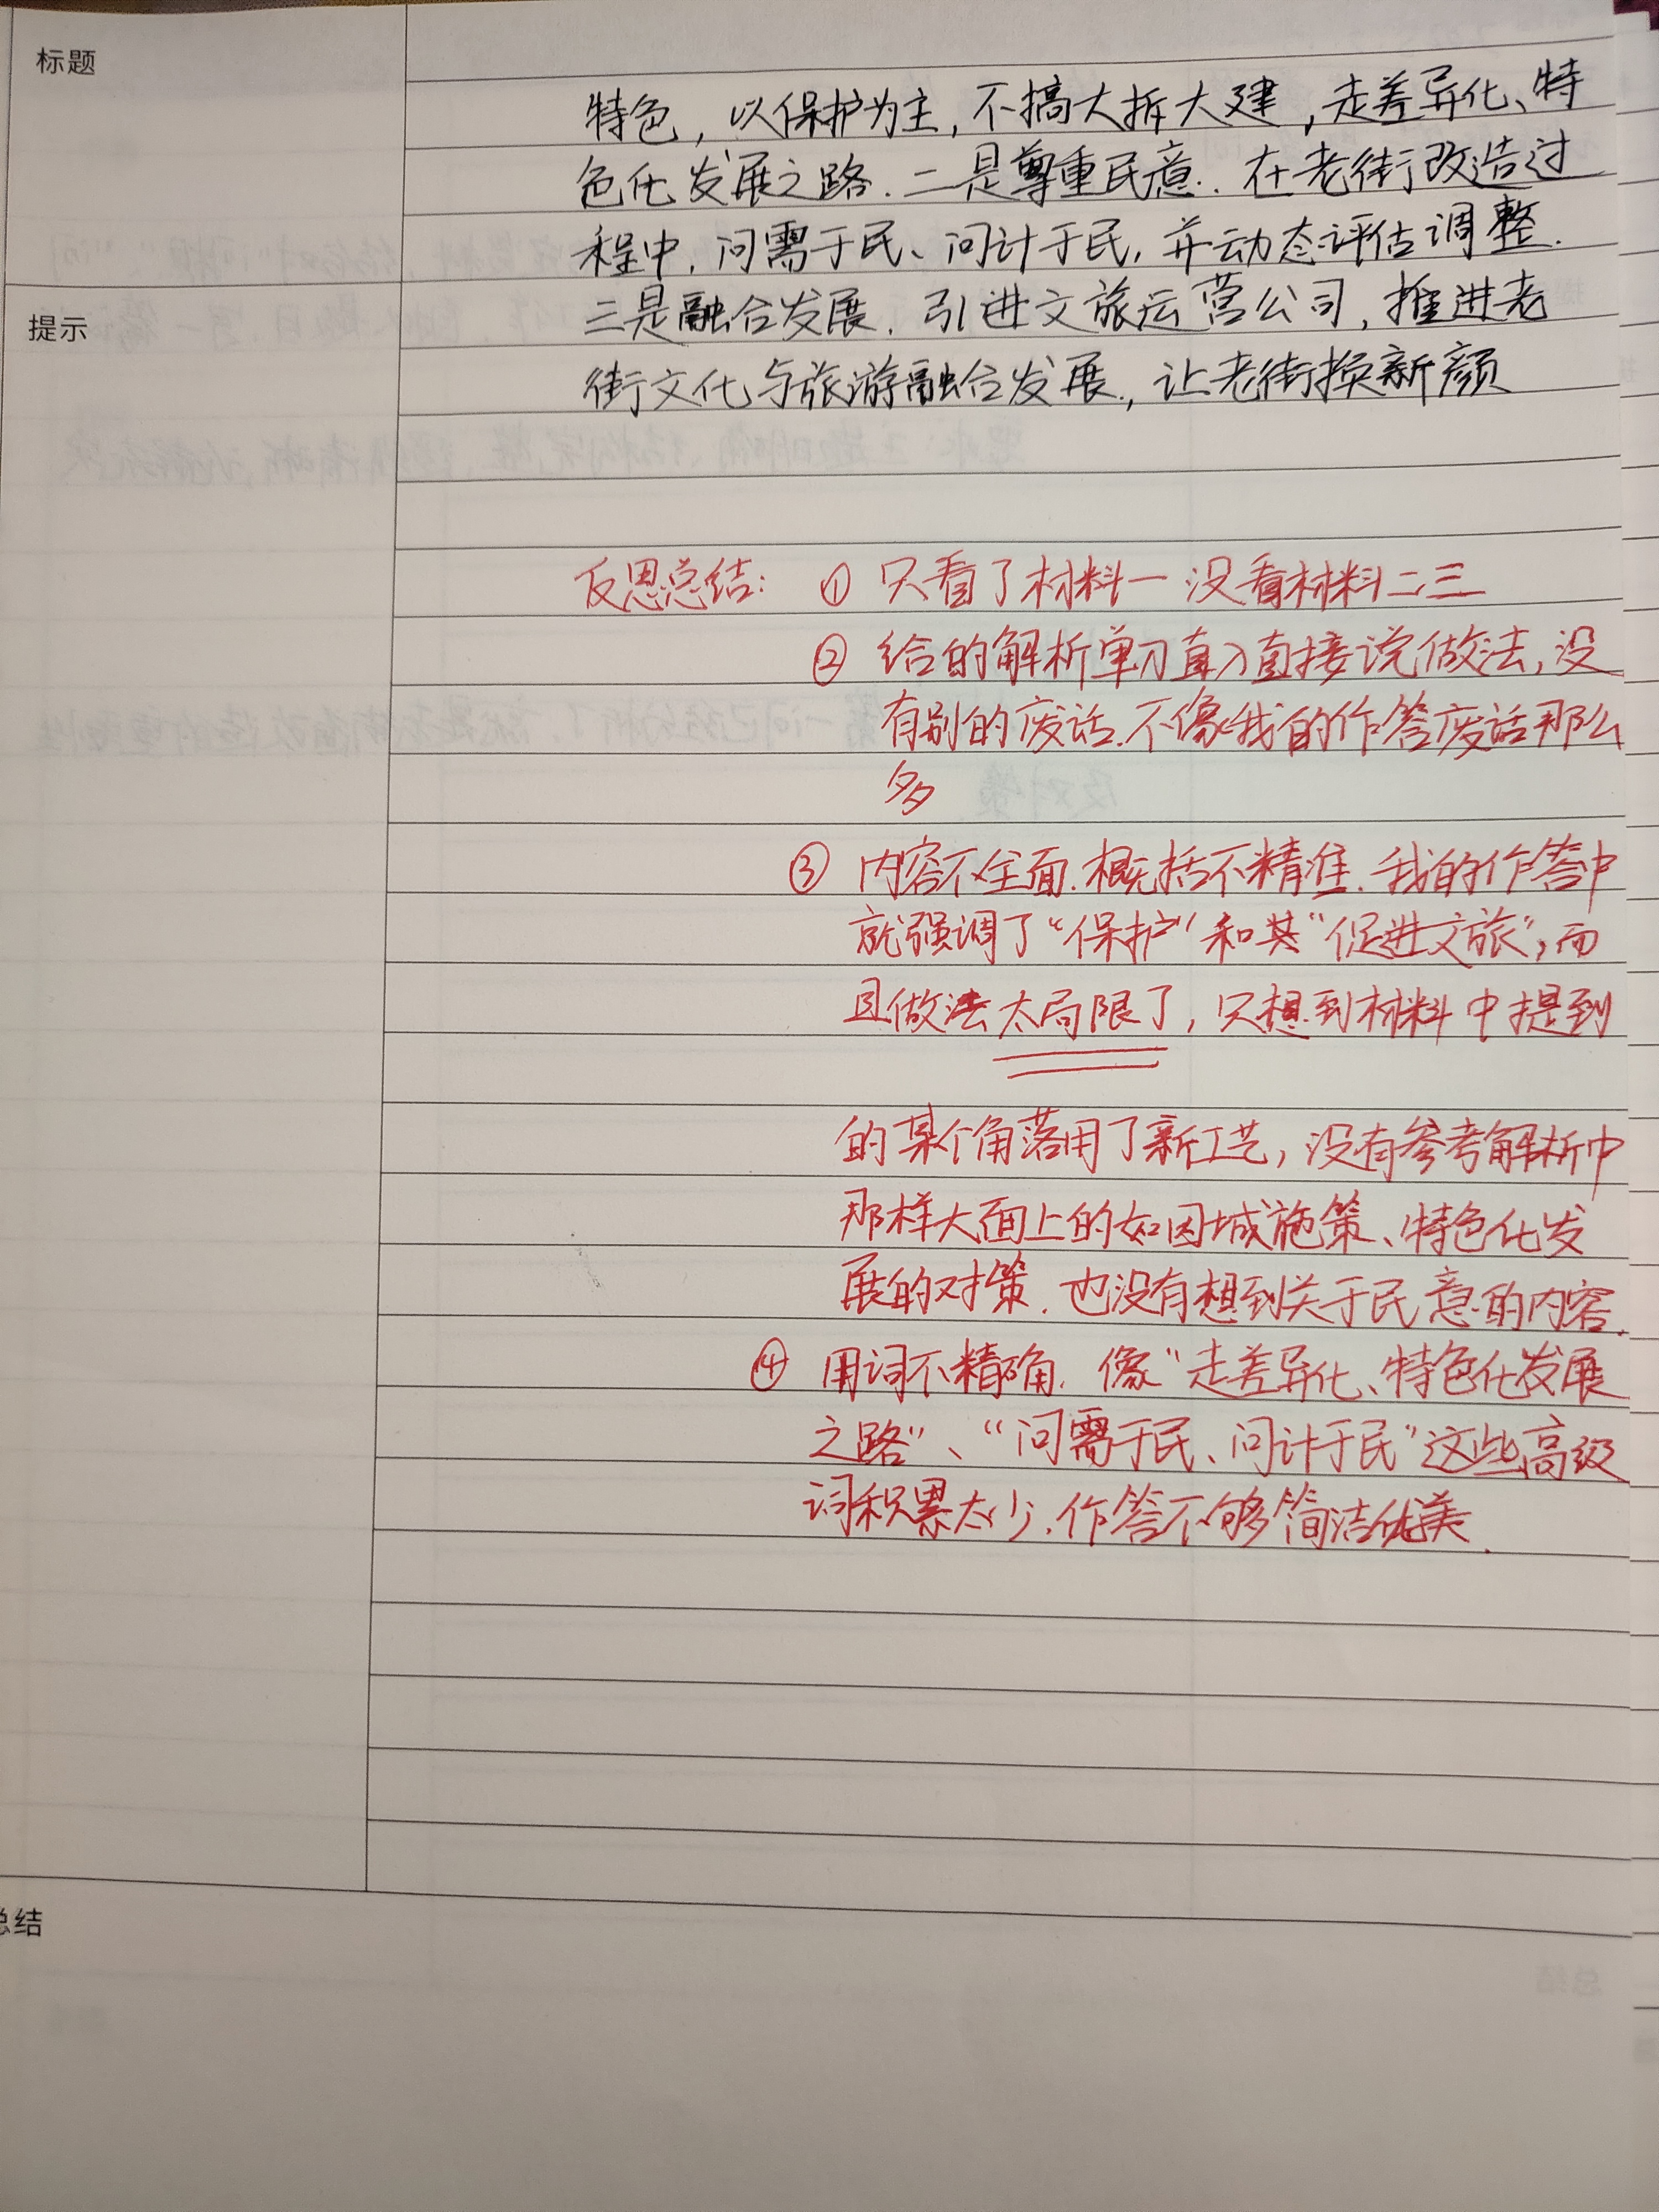 标题
特色，以保护为主，不搞大拆大建，走差异化、特
色化发展之路．二是尊重民意．在老街改造过
程中，问需于民、问计于民，并动态评估调整．
提示
三是融合发展．引进文旅运营公司，推进老
街文化与旅游融合发展，让老街换新颜
反思总结：① 只看了材料一 没看材料二三
② 给的解析单刀直入直接说做法，没
有别的废话．不像我的作答废话那么
多
③ 内容不全面．概括不精准．我的作答中
就强调了“保护”和其“促进文旅”，而
且做法太局限了，只想到材料中提到
的某个角落用了新工艺，没有参考解析中
那样大面上的如因城施策、特色化发
展的对策．也没有想到关于民意的内容．
④ 用词不精确．像“走差异化、特色化发展
之路”、“问需于民、问计于民”这些高级
词积累太少．作答不够简洁优美．
总结